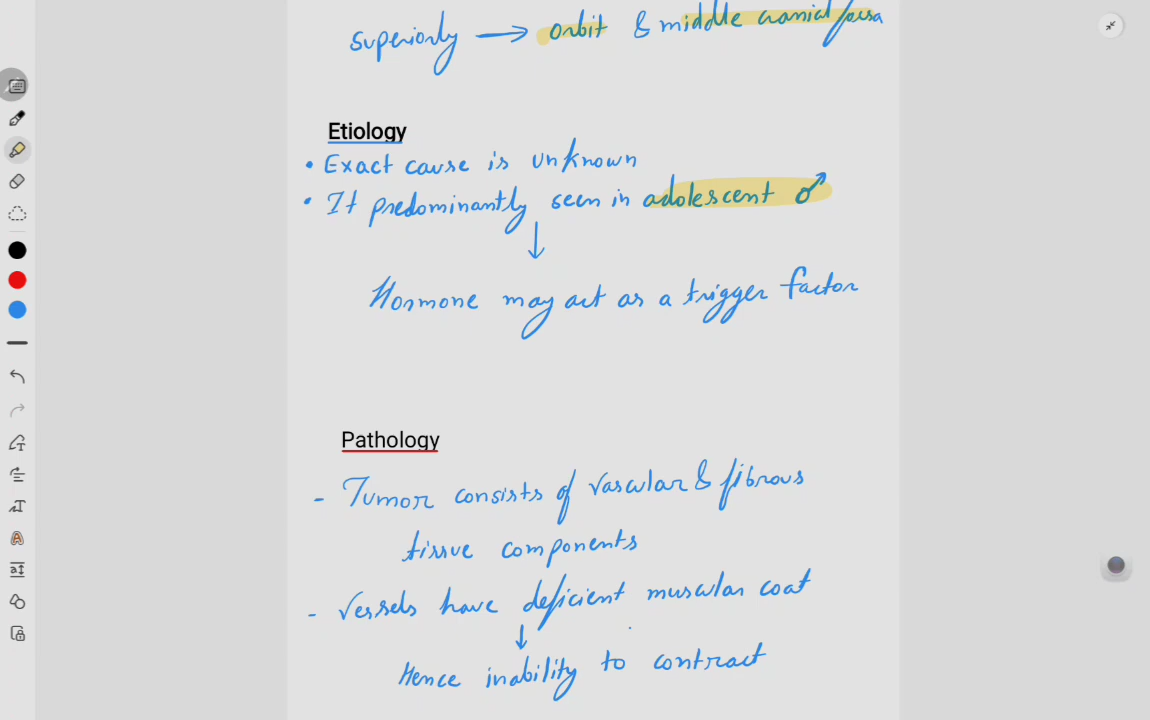 superiorly → orbit & middle cranial fossa
Etiology
• Exact cause is unknown
• It predominantly seen in adolescent ♂
↓
Hormone may act as a trigger factor
Pathology
- Tumor consists of vascular & fibrous
tissue components
- Vessels have deficient muscular coat
↓
Hence inability to contract